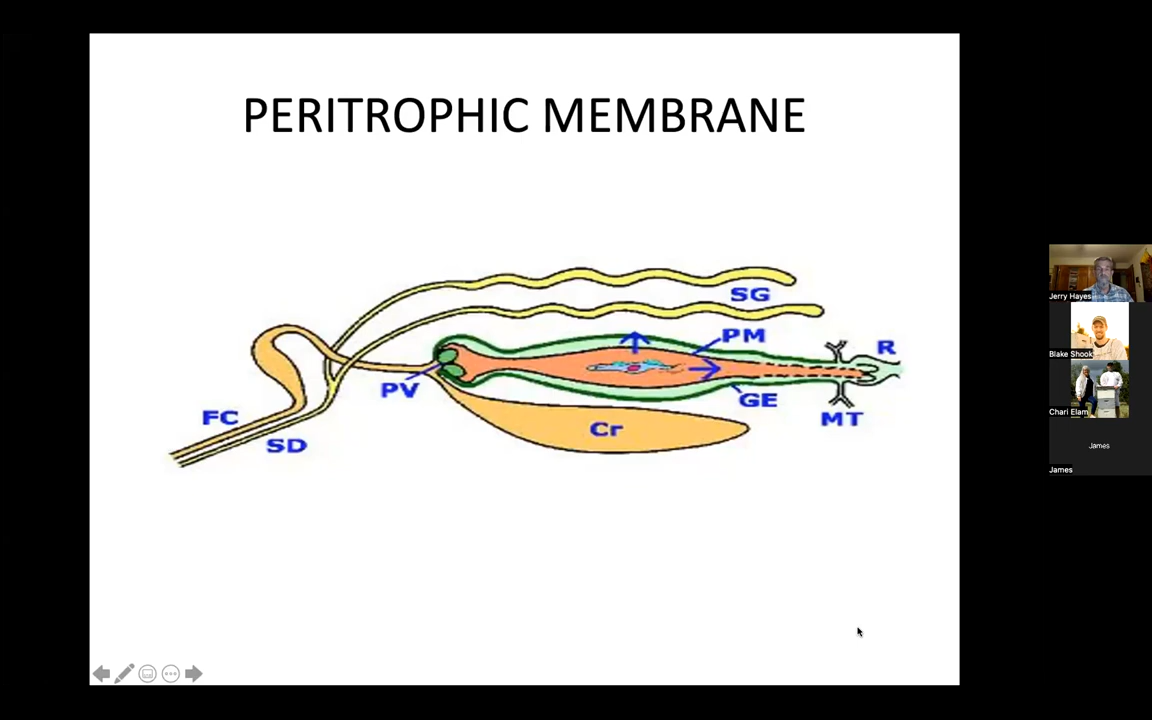 PERITROPHIC MEMBRANE
SG
PM
R
PV
GE
FC
MT
Cr
SD
Jerry Hayes
Blake Shook
Chari Elam
James
James